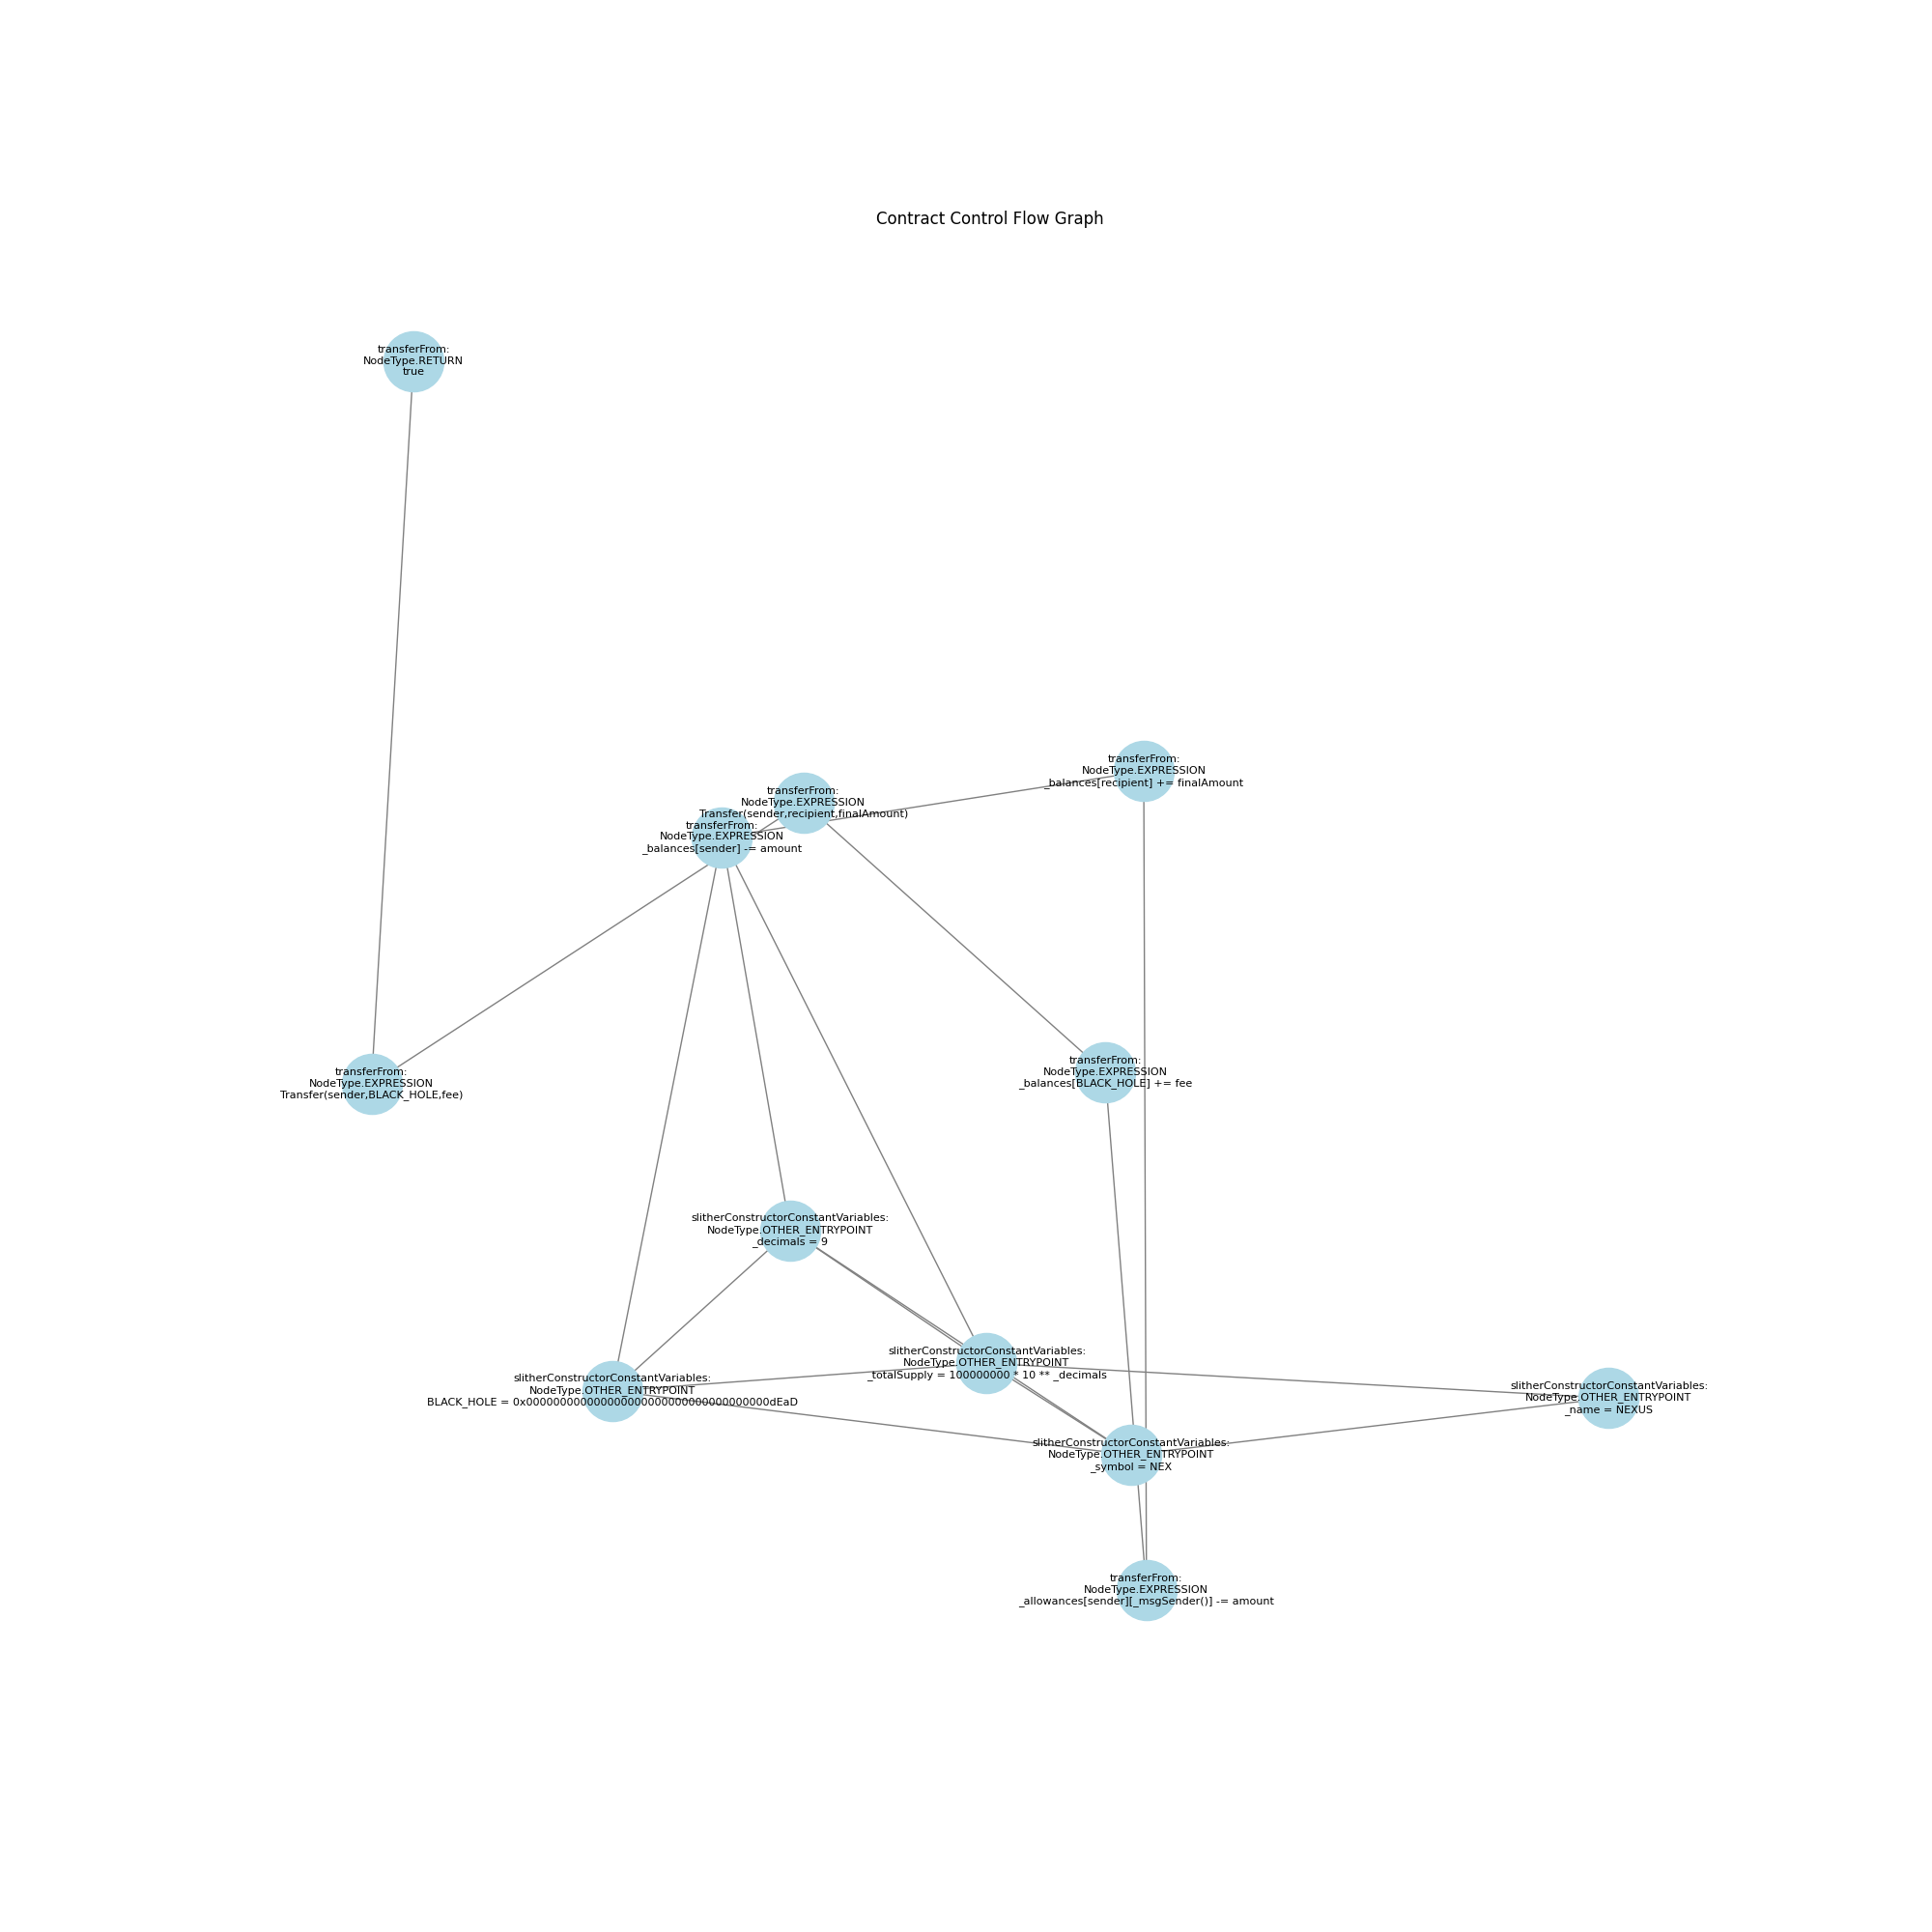 Contract Control Flow Graph
transferFrom:
NodeType.RETURN
true
transferFrom:
NodeType.EXPRESSION
_balances[recipient] += finalAmount
transferFrom:
NodeType.EXPRESSION
Transfer(sender,recipient,finalAmount)
transferFrom:
NodeType.EXPRESSION
_balances[sender] -= amount
transferFrom:
NodeType.EXPRESSION
_balances[BLACK_HOLE] += fee
transferFrom:
NodeType.EXPRESSION
Transfer(sender,BLACK_HOLE,fee)
slitherConstructorConstantVariables:
NodeType.OTHER_ENTRYPOINT
_decimals = 9
slitherConstructorConstantVariables:
NodeType.OTHER_ENTRYPOINT
_totalSupply = 100000000 * 10 ** _decimals
slitherConstructorConstantVariables:
NodeType.OTHER_ENTRYPOINT
BLACK_HOLE = 0x000000000000000000000000000000000000dEaD
slitherConstructorConstantVariables:
NodeType.OTHER_ENTRYPOINT
_name = NEXUS
slitherConstructorConstantVariables:
NodeType.OTHER_ENTRYPOINT
_symbol = NEX
transferFrom:
NodeType.EXPRESSION
_allowances[sender][_msgSender()] -= amount